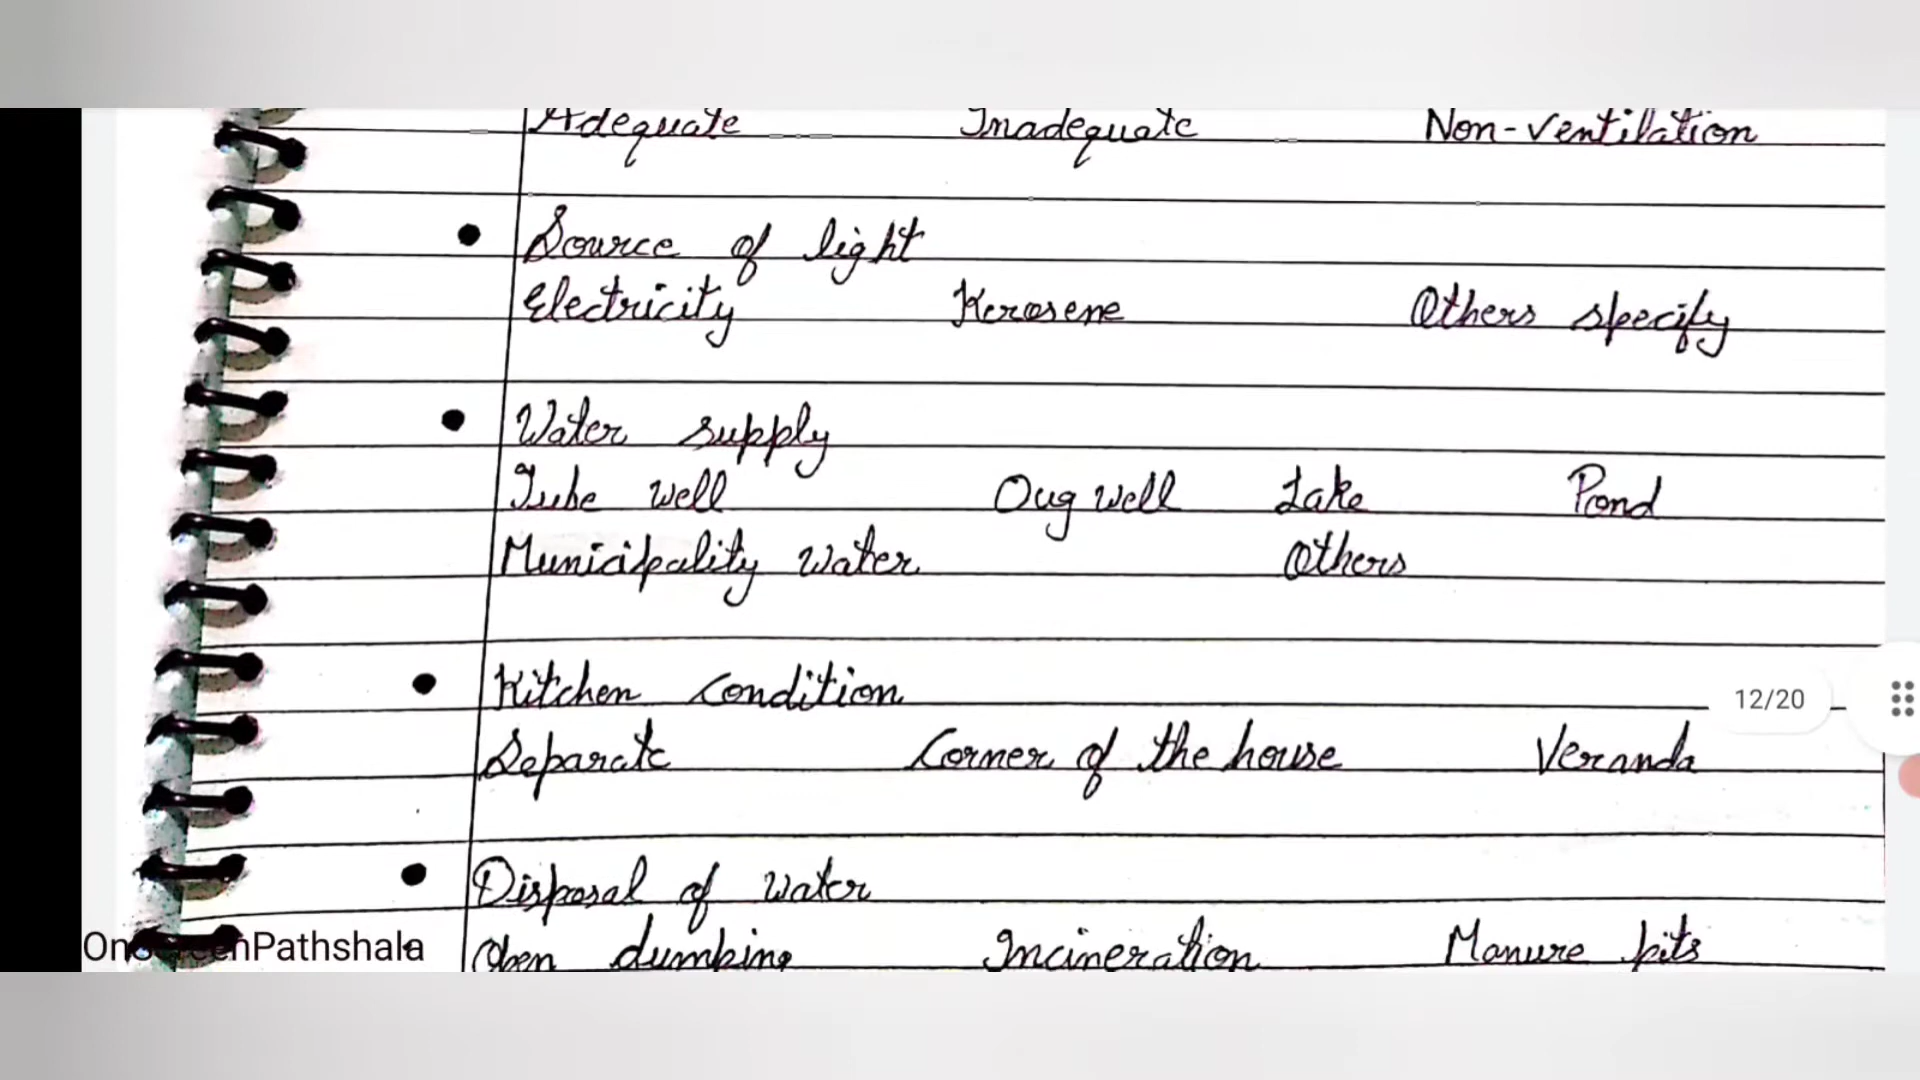 Adequate Inadequate Non-ventilation
Source of light
Electricity Kerosene Others specify
Water supply
Tube well Dug well Lake Pond
Municipality water Others
Kitchen condition
12/20
Separate Corner of the house Veranda
Disposal of water
Open dumping Incineration Manure pits
OnScreenPathshala